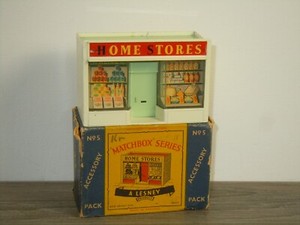 HOME STORES
Nº5
ACCESSORY
PACK
"MATCHBOX" SERIES
HOME STORES
A LESNEY
Nº5
ACCESSORY
PACK